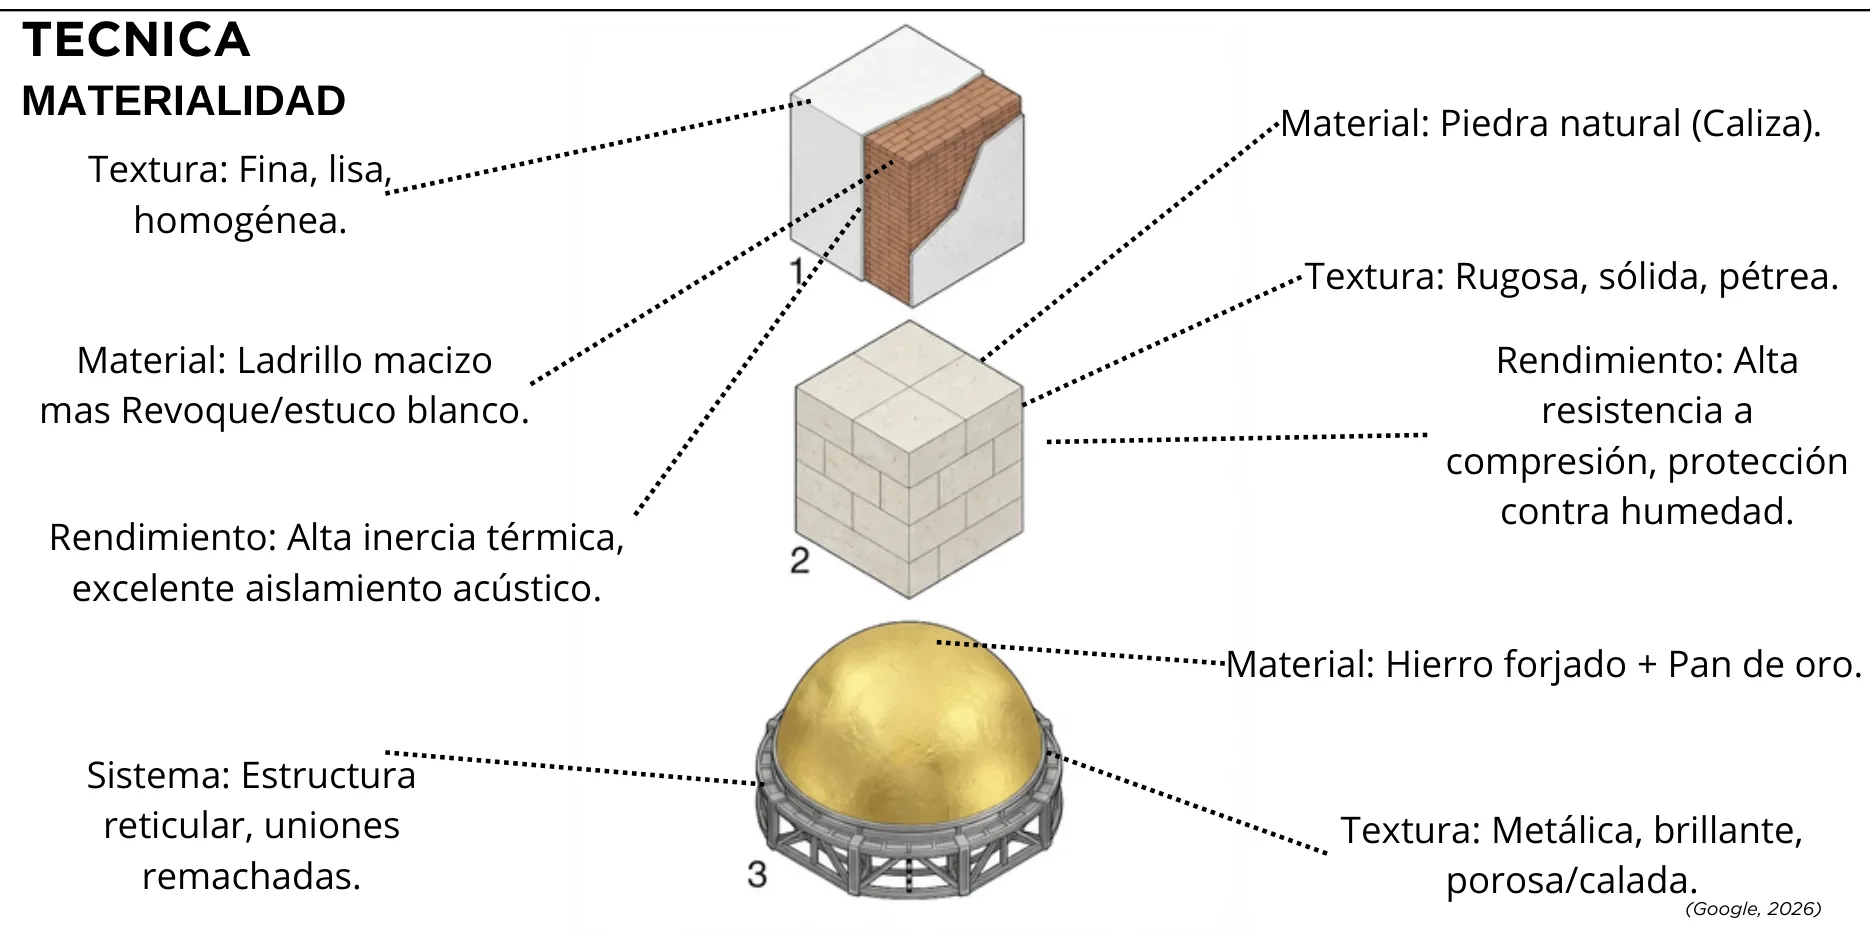 TECNICA
MATERIALIDAD
Textura: Fina, lisa,
homogénea.
Material: Ladrillo macizo
mas Revoque/estuco blanco.
Rendimiento: Alta inercia térmica,
excelente aislamiento acústico.
1
Material: Piedra natural (Caliza).
Textura: Rugosa, sólida, pétrea.
Rendimiento: Alta
resistencia a
compresión, protección
contra humedad.
2
Material: Hierro forjado + Pan de oro.
Sistema: Estructura
reticular, uniones
remachadas.
3
Textura: Metálica, brillante,
porosa/calada.
(Google, 2026)